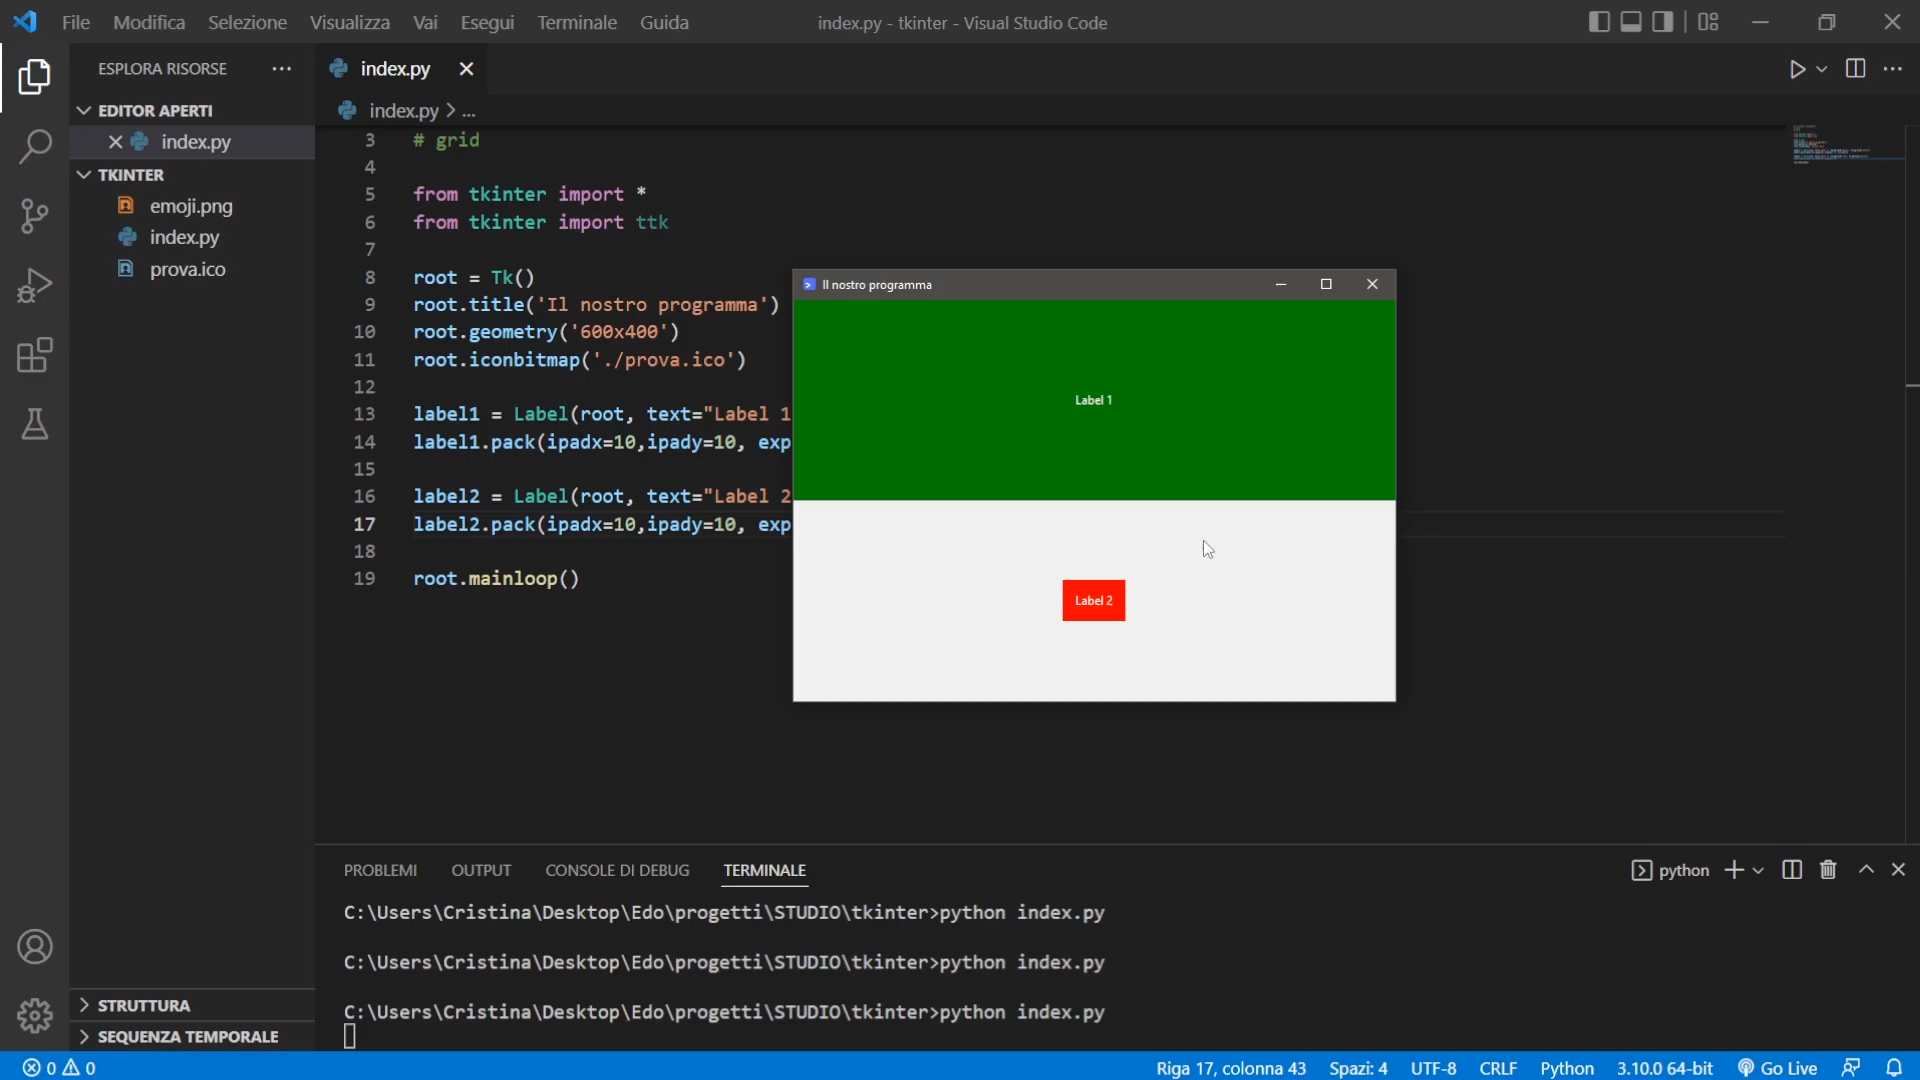 File Modifica Selezione Visualizza Vai Esegui Terminale Guida
index.py - tkinter - Visual Studio Code
ESPLORA RISORSE
EDITOR APERTI
index.py
TKINTER
emoji.png
index.py
prova.ico
STRUTTURA
SEQUENZA TEMPORALE
index.py
index.py > ...
3 # grid
4
5 from tkinter import *
6 from tkinter import ttk
7
8 root = Tk()
9 root.title('Il nostro programma')
10 root.geometry('600x400')
11 root.iconbitmap('./prova.ico')
12
13 label1 = Label(root, text="Label 1
14 label1.pack(ipadx=10,ipady=10, exp
15
16 label2 = Label(root, text="Label 2
17 label2.pack(ipadx=10,ipady=10, exp
18
19 root.mainloop()
Il nostro programma
Label 1
Label 2
PROBLEMI OUTPUT CONSOLE DI DEBUG TERMINALE
python
C:\Users\Cristina\Desktop\Edo\progetti\STUDIO\tkinter>python index.py
C:\Users\Cristina\Desktop\Edo\progetti\STUDIO\tkinter>python index.py
C:\Users\Cristina\Desktop\Edo\progetti\STUDIO\tkinter>python index.py
0 0
Riga 17, colonna 43 Spazi: 4 UTF-8 CRLF Python 3.10.0 64-bit Go Live